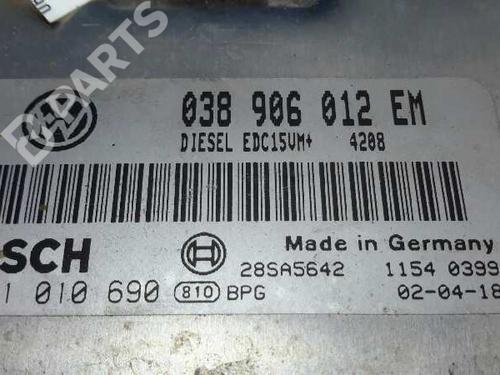 B-PARTS
038 906 012 EM
DIESEL EDC15VM+ 4208
SCH
Made in Germany
28SA5642 1154 0399
1 010 690 810 BPG 02-04-18